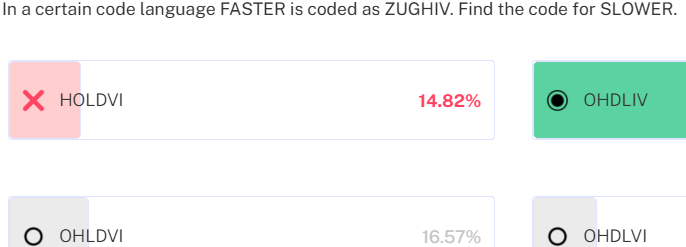 In a certain code language FASTER is coded as ZUGHIV. Find the code for SLOWER.
HOLDVI 14.82% OHDLIV
OHLDVI 16.57% OHDLVI